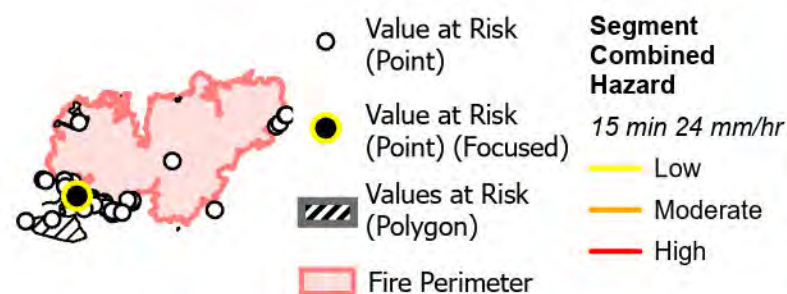 Value at Risk
(Point)
Value at Risk
(Point) (Focused)
Values at Risk
(Polygon)
Fire Perimeter
Segment
Combined
Hazard
15 min 24 mm/hr
Low
Moderate
High